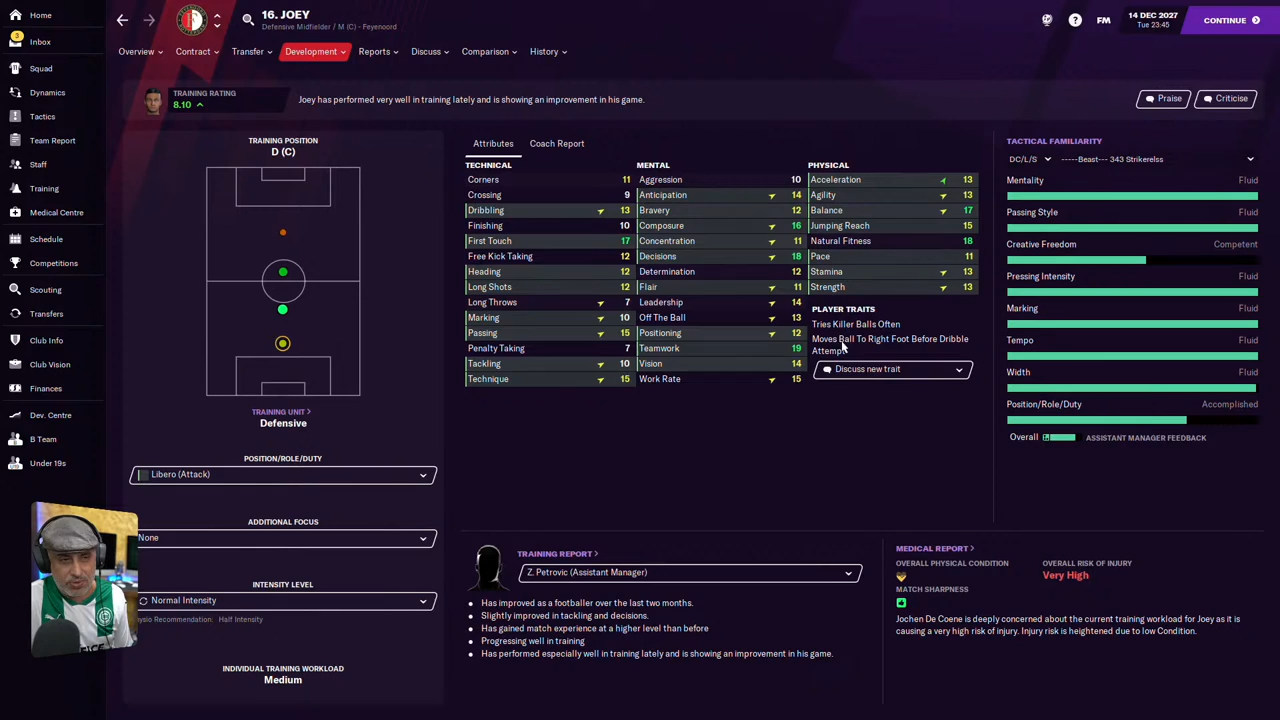 Home
3
Inbox
Squad
Dynamics
Tactics
Team Report
Staff
Training
Medical Centre
Schedule
Competitions
Scouting
Transfers
Club Info
Club Vision
Finances
Dev. Centre
B Team
Under 19s
16. JOEY
Defensive Midfielder / M (C) - Feyenoord
FM
14 DEC 2027
Tue 23:45
CONTINUE
Overview
Contract
Transfer
Development
Reports
Discuss
Comparison
History
TRAINING RATING
8.10
Joey has performed very well in training lately and is showing an improvement in his game.
Praise
Criticise
TRAINING POSITION
D (C)
TRAINING UNIT >
Defensive
POSITION/ROLE/DUTY
Libero (Attack)
ADDITIONAL FOCUS
None
INTENSITY LEVEL
Normal Intensity
ysio Recommendation: Half Intensity
INDIVIDUAL TRAINING WORKLOAD
Medium
Attributes
Coach Report
TECHNICAL
Corners 11
Crossing 9
Dribbling 13
Finishing 10
First Touch 17
Free Kick Taking 12
Heading 12
Long Shots 12
Long Throws 7
Marking 10
Passing 15
Penalty Taking 7
Tackling 10
Technique 15
MENTAL
Aggression 10
Anticipation 14
Bravery 12
Composure 16
Concentration 11
Decisions 18
Determination 12
Flair 11
Leadership 14
Off The Ball 13
Positioning 12
Teamwork 19
Vision 14
Work Rate 15
PHYSICAL
Acceleration 13
Agility 13
Balance 17
Jumping Reach 15
Natural Fitness 18
Pace 11
Stamina 13
Strength 13
PLAYER TRAITS
Tries Killer Balls Often
Moves Ball To Right Foot Before Dribble
Attempt
Discuss new trait
TACTICAL FAMILIARITY
DC/L/S
-----Beast--- 343 Strikerelss
Mentality Fluid
Passing Style Fluid
Creative Freedom Competent
Pressing Intensity Fluid
Marking Fluid
Tempo Fluid
Width Fluid
Position/Role/Duty Accomplished
Overall
ASSISTANT MANAGER FEEDBACK
TRAINING REPORT >
Z. Petrovic (Assistant Manager)
Has improved as a footballer over the last two months.
Slightly improved in tackling and decisions.
Has gained match experience at a higher level than before
Progressing well in training
Has performed especially well in training lately and is showing an improvement in his game.
MEDICAL REPORT >
OVERALL PHYSICAL CONDITION
OVERALL RISK OF INJURY
Very High
MATCH SHARPNESS
Jochen De Coene is deeply concerned about the current training workload for Joey as it is
causing a very high risk of injury. Injury risk is heightened due to low Condition.